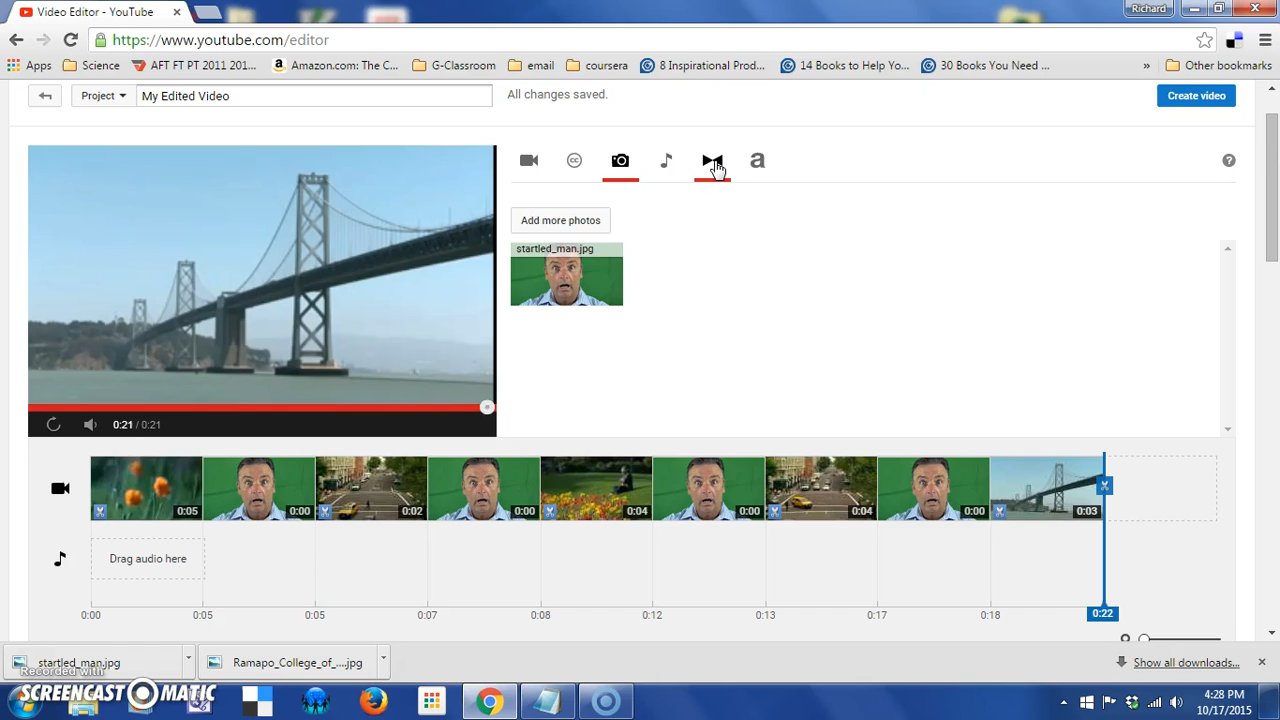 Video Editor - YouTube
Richard
https://www.youtube.com/editor
Apps
Science
AFT FT PT 2011 201...
Amazon.com: The C...
G-Classroom
email
coursera
8 Inspirational Prod...
14 Books to Help Yo...
30 Books You Need ...
»
Other bookmarks
Project
My Edited Video
All changes saved.
Create video
cc
a
?
Add more photos
startled_man.jpg
0:21 / 0:21
0:05
0:00
0:02
0:00
0:04
0:00
0:04
0:00
0:03
Drag audio here
0:00
0:05
0:05
0:07
0:08
0:12
0:13
0:17
0:18
0:22
startled_man.jpg
Ramapo_College_of_....jpg
Show all downloads...
Recorded with
SCREENCAST-O-MATIC
4:28 PM
10/17/2015